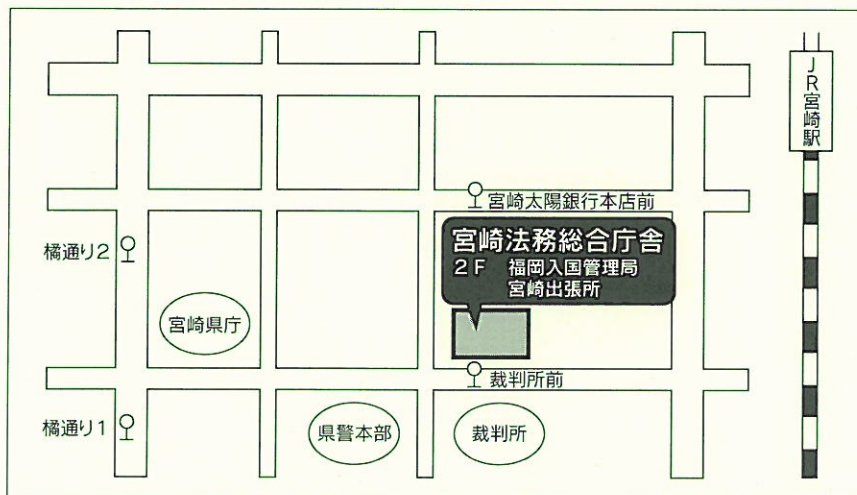 JR宮崎駅
宮崎太陽銀行本店前
宮崎法務総合庁舎
2F 福岡入国管理局
宮崎出張所
橘通り2
宮崎県庁
裁判所前
橘通り1
県警本部
裁判所